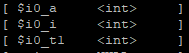 [ $i0_a <int> ]
[ $i0_i <int> ]
[ $i0_t1 <int> ]